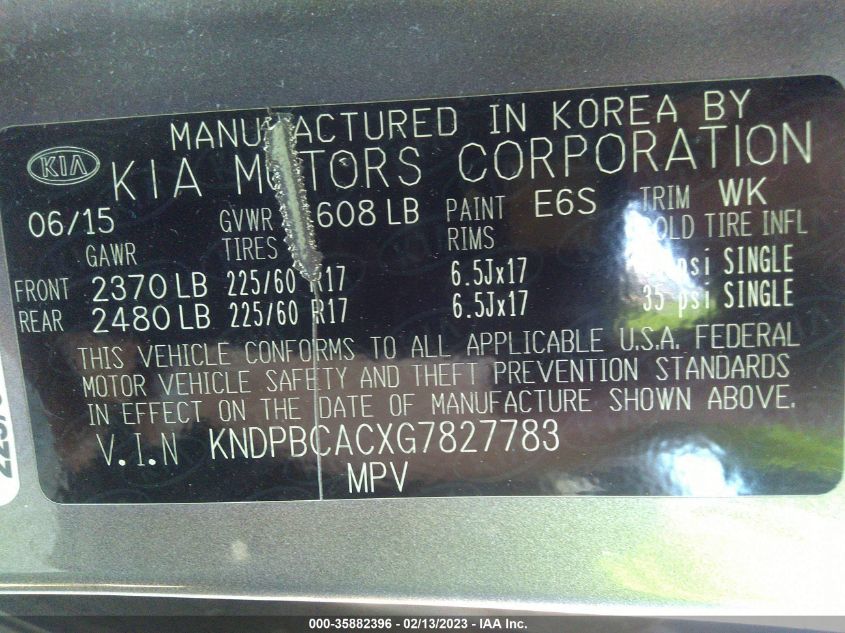 MANUFACTURED IN KOREA BY
KIA KIA MOTORS CORPORATION
06/15 GVWR 608 LB PAINT E6S TRIM WK
GAWR TIRES RIMS COLD TIRE INFL
FRONT 2370 LB 225/60 R17 6.5Jx17 psi SINGLE
REAR 2480 LB 225/60 R17 6.5Jx17 35 psi SINGLE
THIS VEHICLE CONFORMS TO ALL APPLICABLE U.S.A. FEDERAL
MOTOR VEHICLE SAFETY AND THEFT PREVENTION STANDARDS
IN EFFECT ON THE DATE OF MANUFACTURE SHOWN ABOVE.
V.I.N KNDPBCACXG7827783
MPV
000-35882396 - 02/13/2023 - IAA Inc.